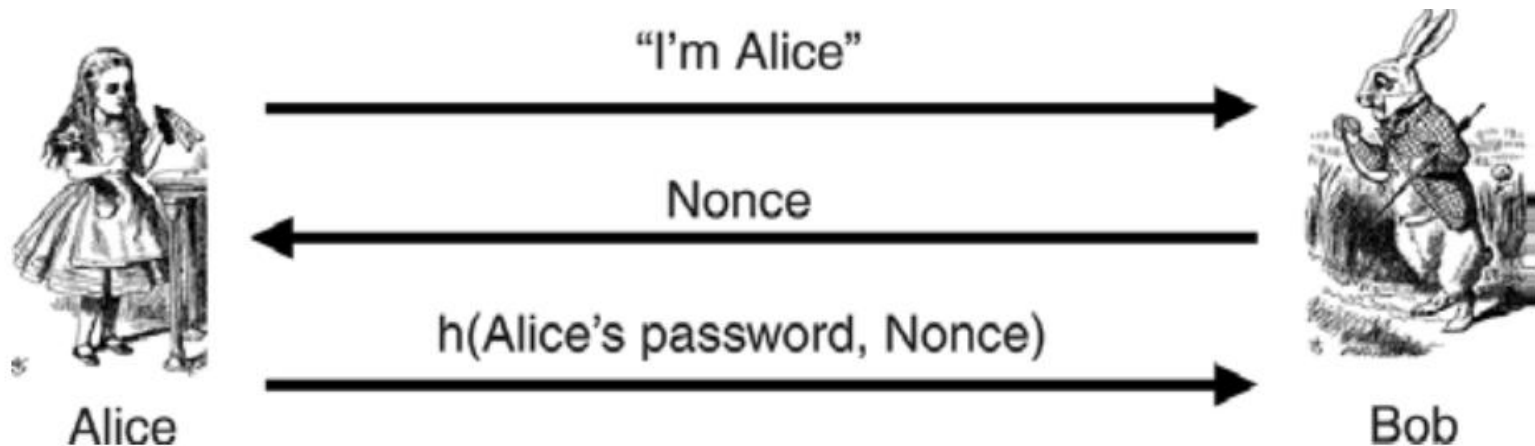 “I’m Alice”
Nonce
h(Alice’s password, Nonce)
Alice
Bob